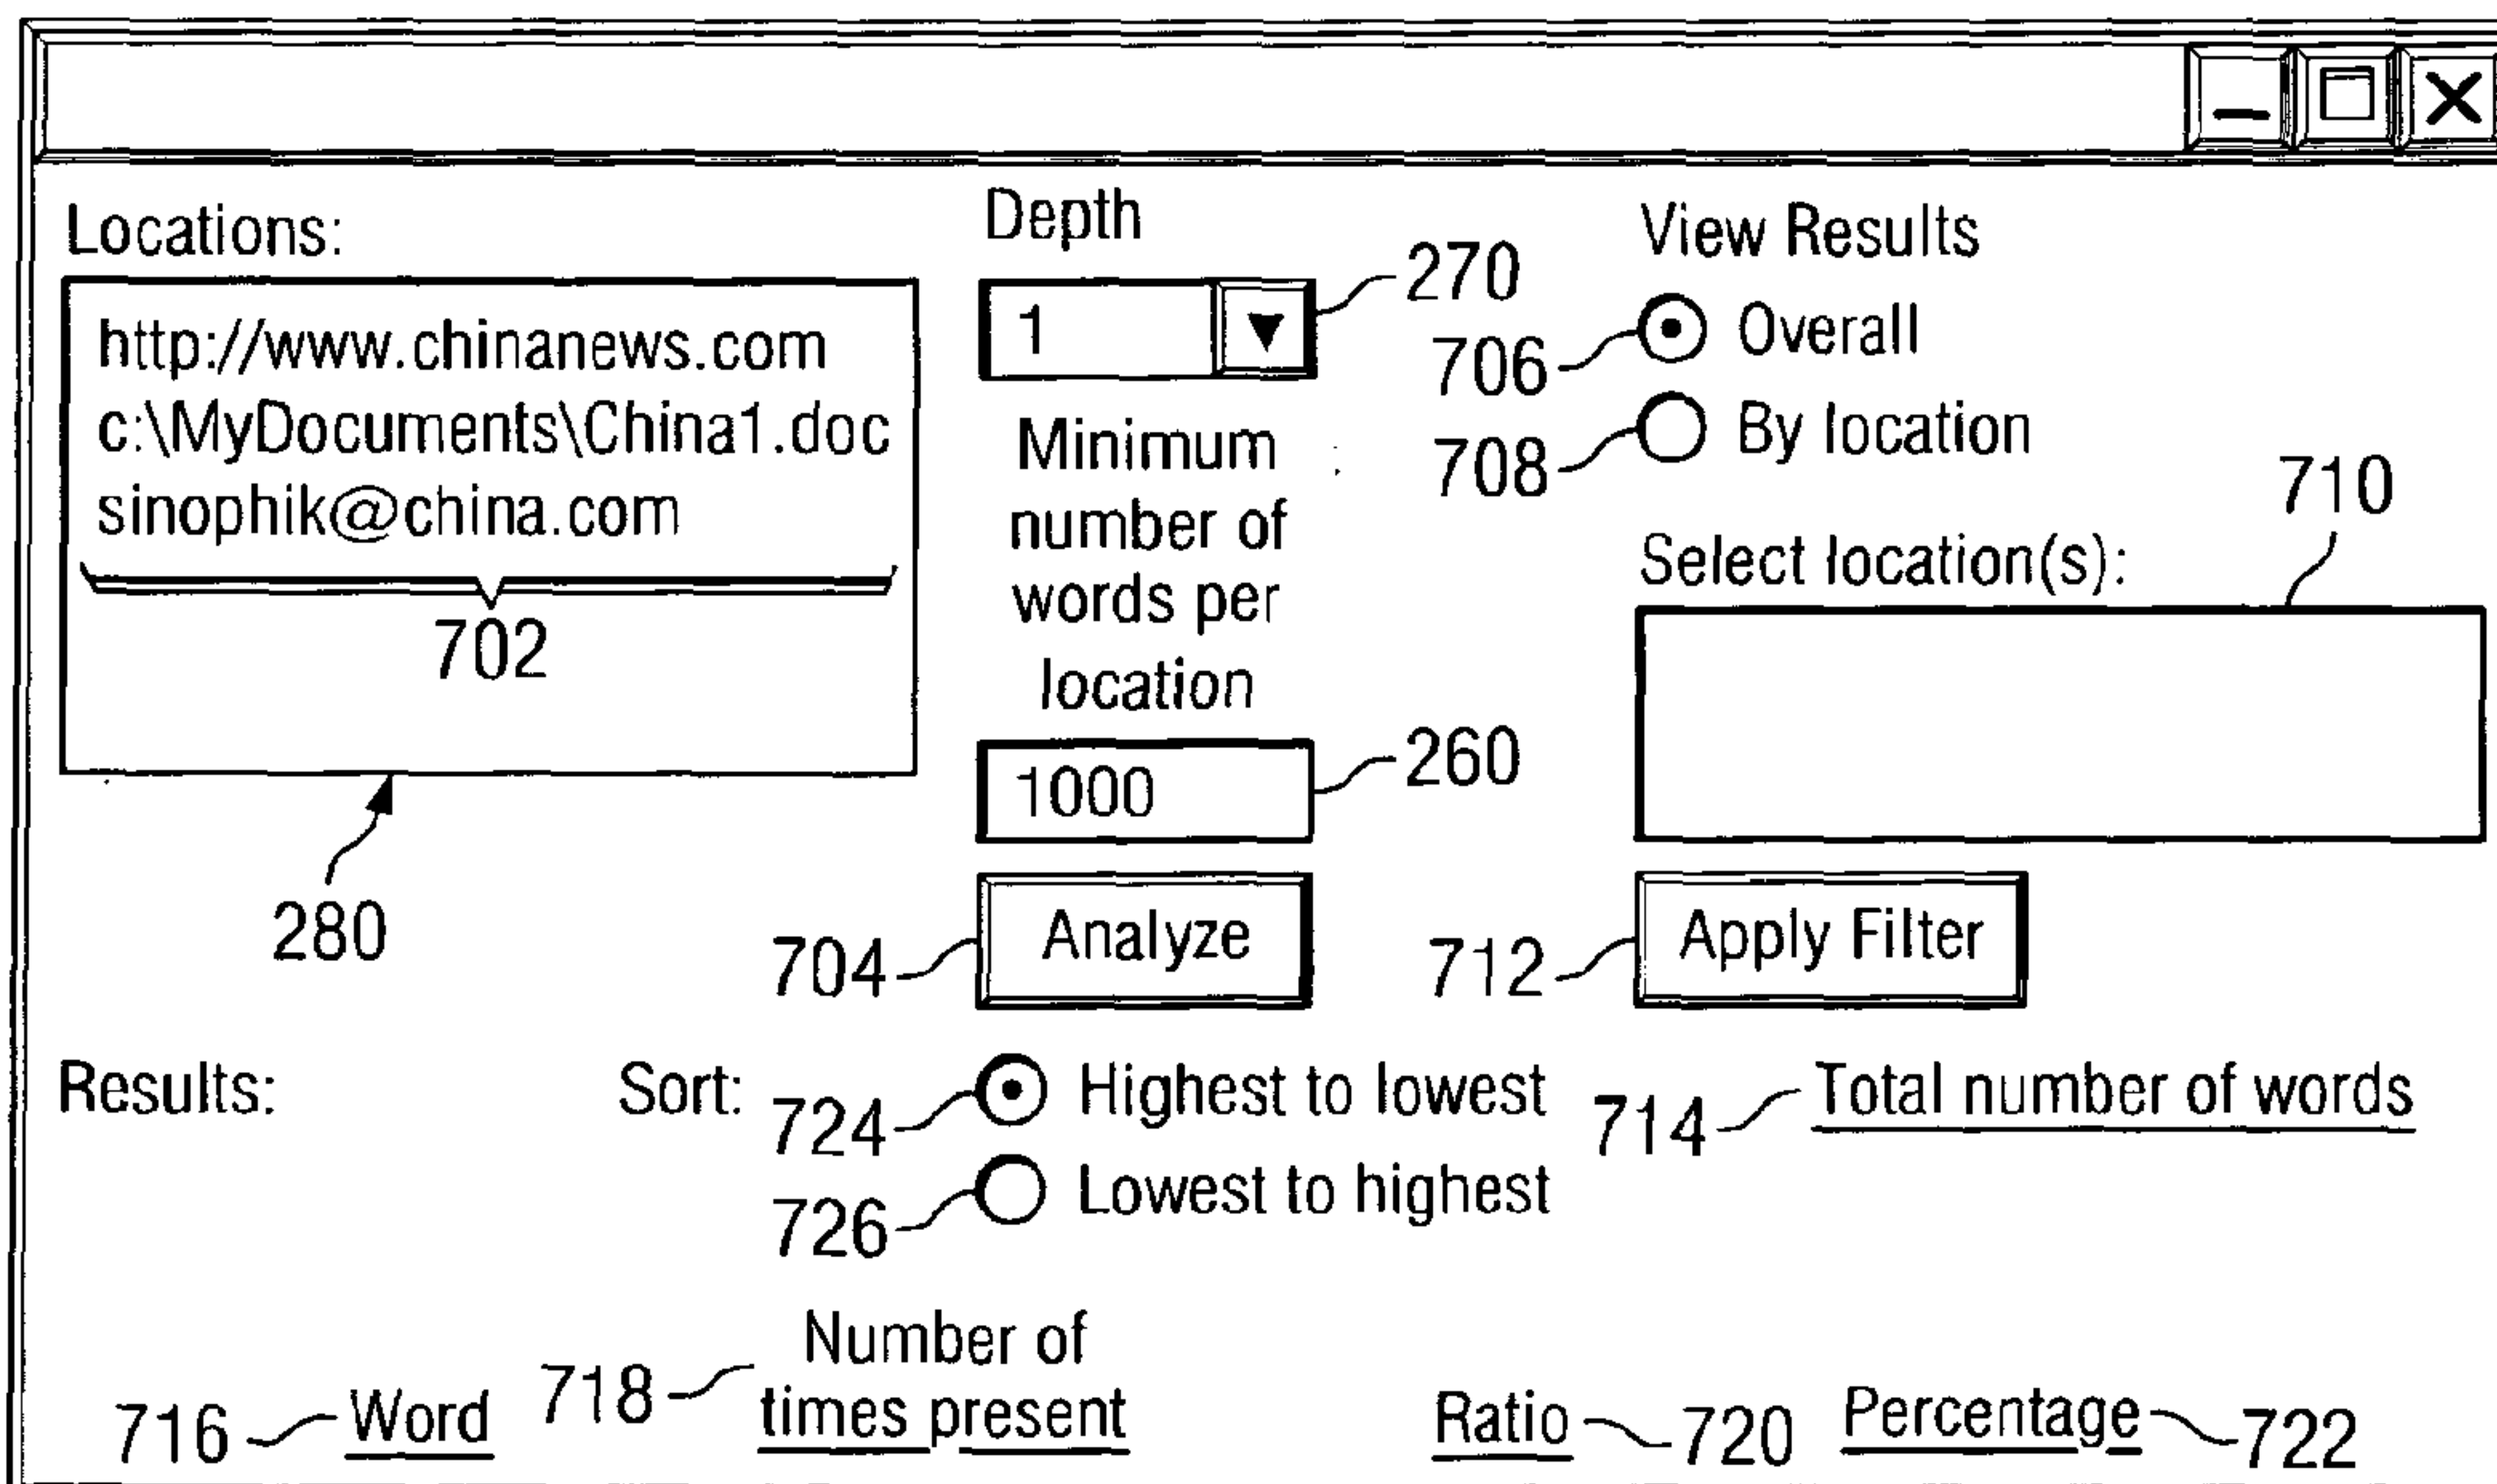 Locations:
http://www.chinanews.com
c:\MyDocuments\China1.doc
sinophik@china.com
702
280
Depth
1
270
Minimum
number of
words per
location
1000
260
704
Analyze
View Results
706
Overall
708
By location
710
Select location(s):
712
Apply Filter
Results:
Sort:
724
Highest to lowest
726
Lowest to highest
714
Total number of words
716
Word
718
Number of
times present
Ratio
720
Percentage
722